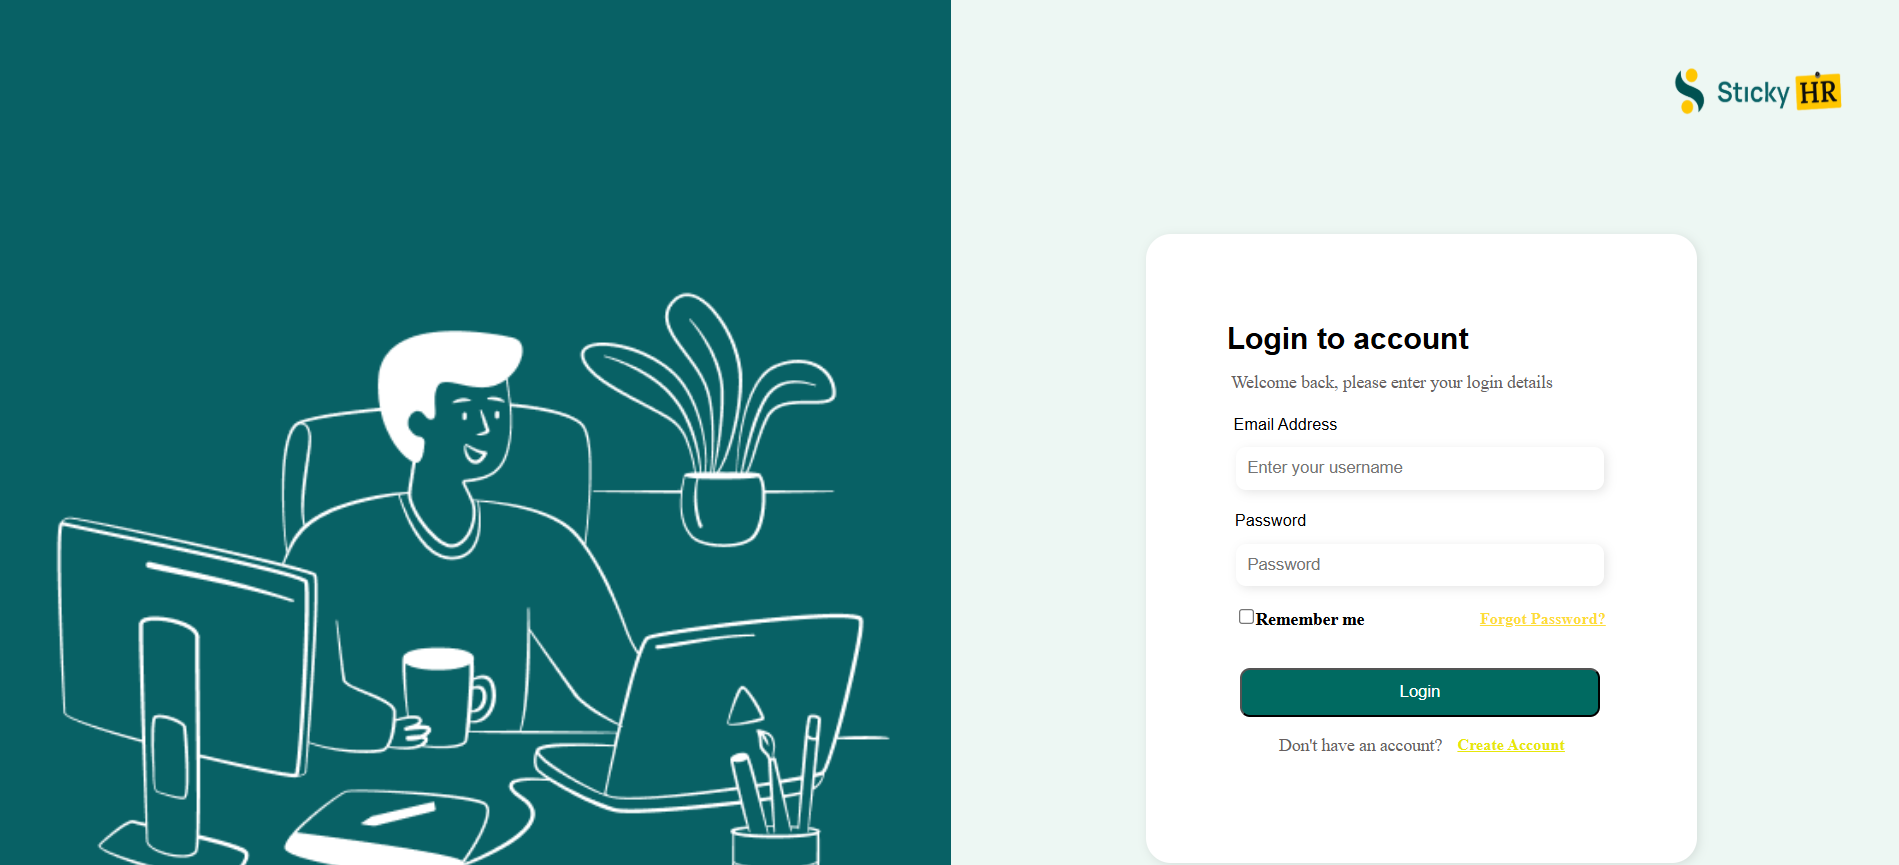 Sticky HR
Login to account
Welcome back, please enter your login details
Email Address
Enter your username
Password
Password
Remember me Forgot Password?
Login
Don't have an account? Create Account